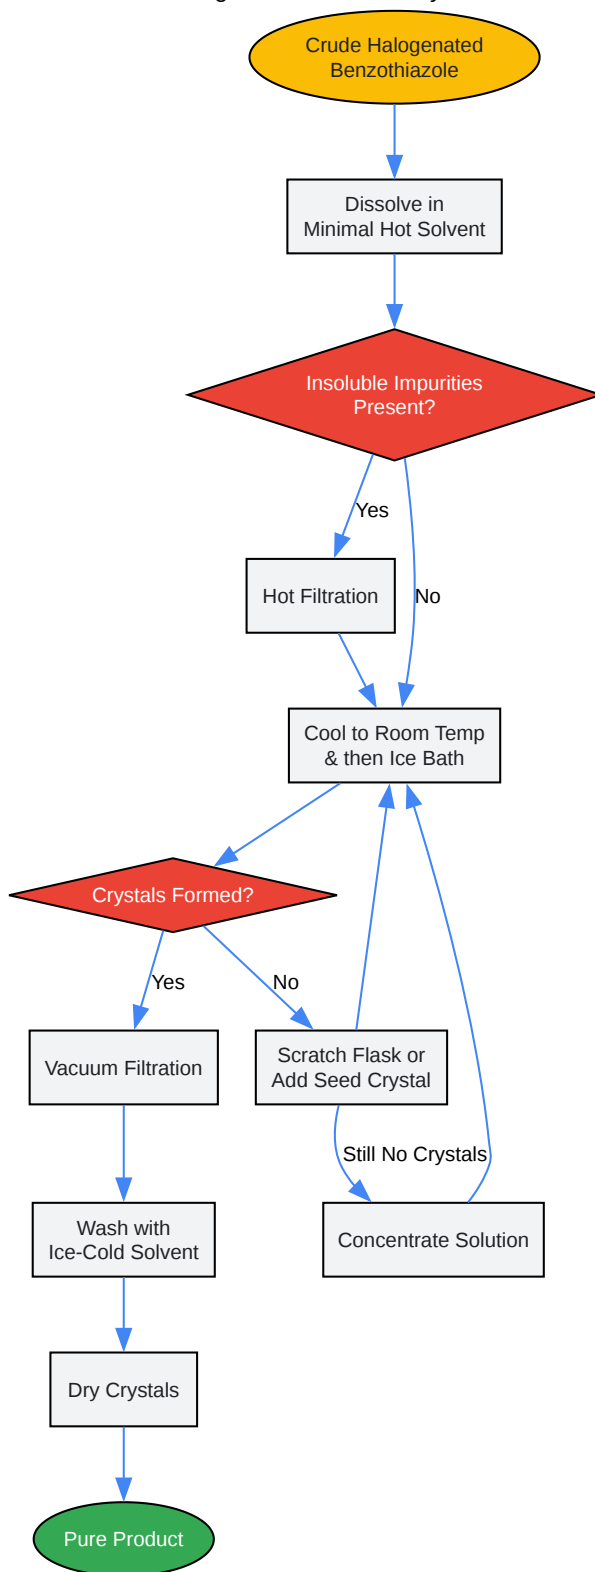 Crude Halogenated
Benzothiazole
Dissolve in
Minimal Hot Solvent
Insoluble Impurities
Present?
Yes
No
Hot Filtration
Cool to Room Temp
& then Ice Bath
Crystals Formed?
Yes
No
Vacuum Filtration
Scratch Flask or
Add Seed Crystal
Still No Crystals
Wash with
Ice-Cold Solvent
Concentrate Solution
Dry Crystals
Pure Product